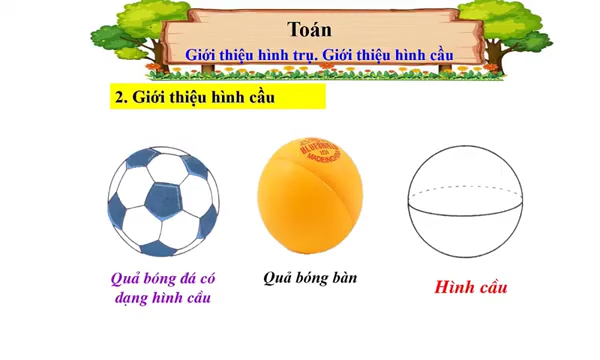 Toán
Giới thiệu hình trụ. Giới thiệu hình cầu
2. Giới thiệu hình cầu
Quả bóng đá có
dạng hình cầu
Quả bóng bàn
Hình cầu